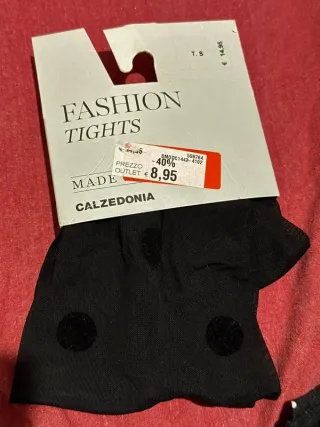 T. S
€ 14,95
FASHION
TIGHTS
-40%
PREZZO
OUTLET € 8,95
MADE
CALZEDONIA